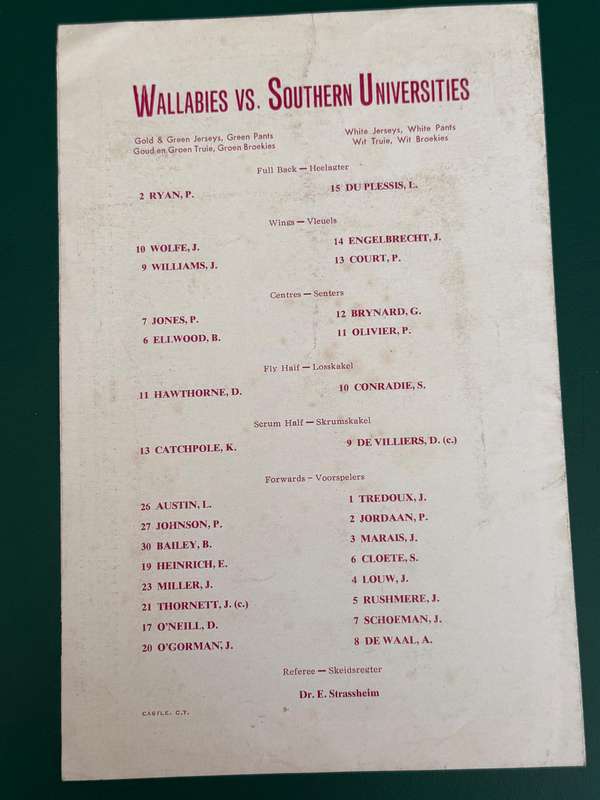 WALLABIES VS. SOUTHERN UNIVERSITIES
Gold & Green Jerseys, Green Pants
Goud en Groen Truie, Groen Broekies
White Jerseys, White Pants
Wit Truie, Wit Broekies
Full Back — Heelagter
2 RYAN, P.
15 DU PLESSIS, L.
Wings — Vleuels
10 WOLFE, J.
14 ENGELBRECHT, J.
9 WILLIAMS, J.
13 COURT, P.
Centres — Senters
7 JONES, P.
12 BRYNARD, G.
6 ELLWOOD, B.
11 OLIVIER, P.
Fly Half — Losskakel
11 HAWTHORNE, D.
10 CONRADIE, S.
Scrum Half — Skrumskakel
13 CATCHPOLE, K.
9 DE VILLIERS, D. (c.)
Forwards — Voorspelers
26 AUSTIN, L.
1 TREDOUX, J.
27 JOHNSON, P.
2 JORDAAN, P.
30 BAILEY, B.
3 MARAIS, J.
19 HEINRICH, E.
6 CLOETE, S.
23 MILLER, J.
4 LOUW, J.
21 THORNETT, J. (c.)
5 RUSHMERE, J.
17 O'NEILL, D.
7 SCHOEMAN, J.
20 O'GORMAN, J.
8 DE WAAL, A.
Referee — Skeidsregter
Dr. E. Strassheim
CASTLE, C.T.